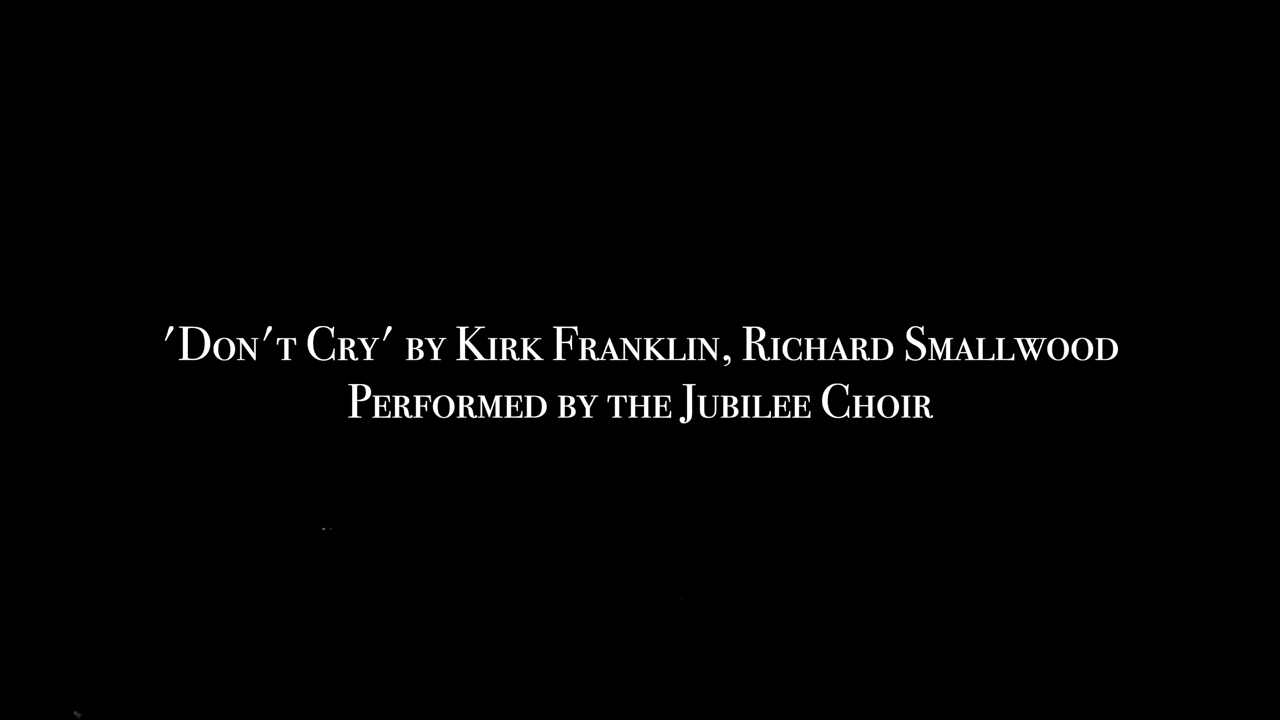 'Don't Cry' by Kirk Franklin, Richard Smallwood
Performed by the Jubilee Choir